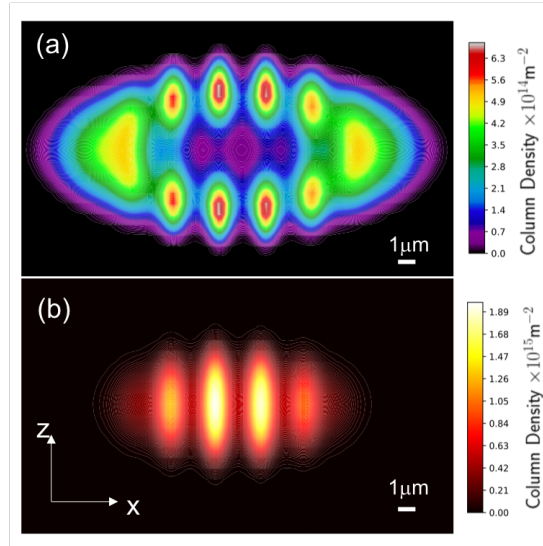 (a)
1μm
6.3
5.6
4.9
4.2
3.5
2.8
2.1
1.4
0.7
0.0
Column Density ×10¹⁴m⁻²
(b)
z
x
1μm
1.89
1.68
1.47
1.26
1.05
0.84
0.63
0.42
0.21
0.00
Column Density ×10¹⁵m⁻²